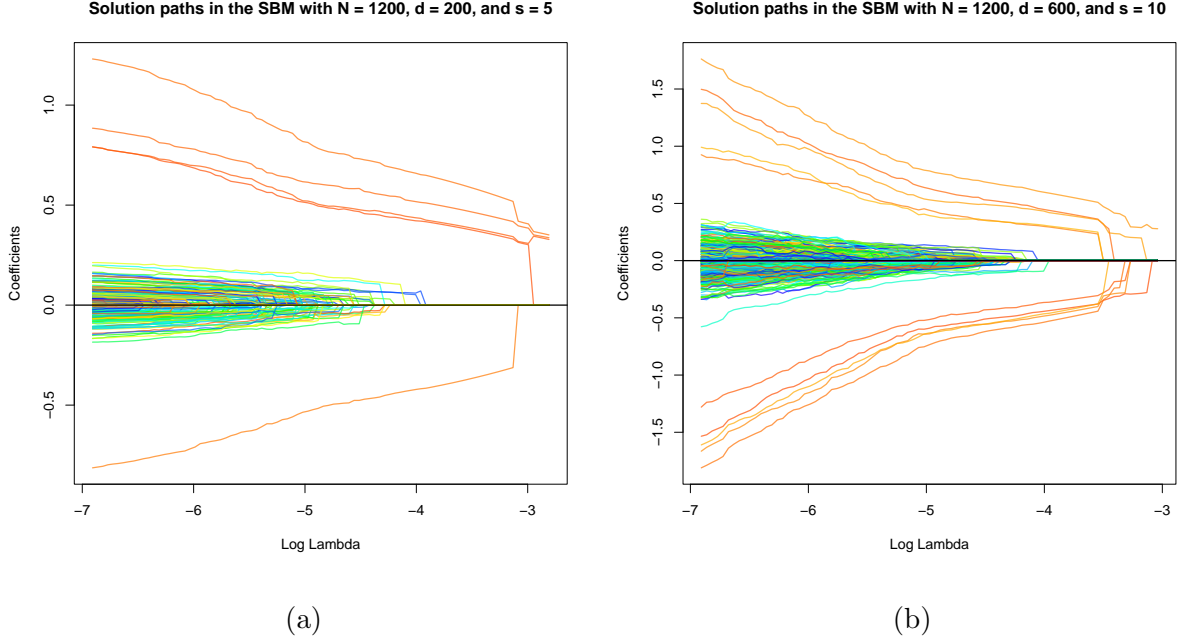 Solution paths in the SBM with N = 1200, d = 200, and s = 5
Coefficients
1.0
0.5
0.0
−0.5
−7
−6
−5
−4
−3
Log Lambda
(a)
Solution paths in the SBM with N = 1200, d = 600, and s = 10
Coefficients
1.5
1.0
0.5
0.0
−0.5
−1.0
−1.5
−7
−6
−5
−4
−3
Log Lambda
(b)